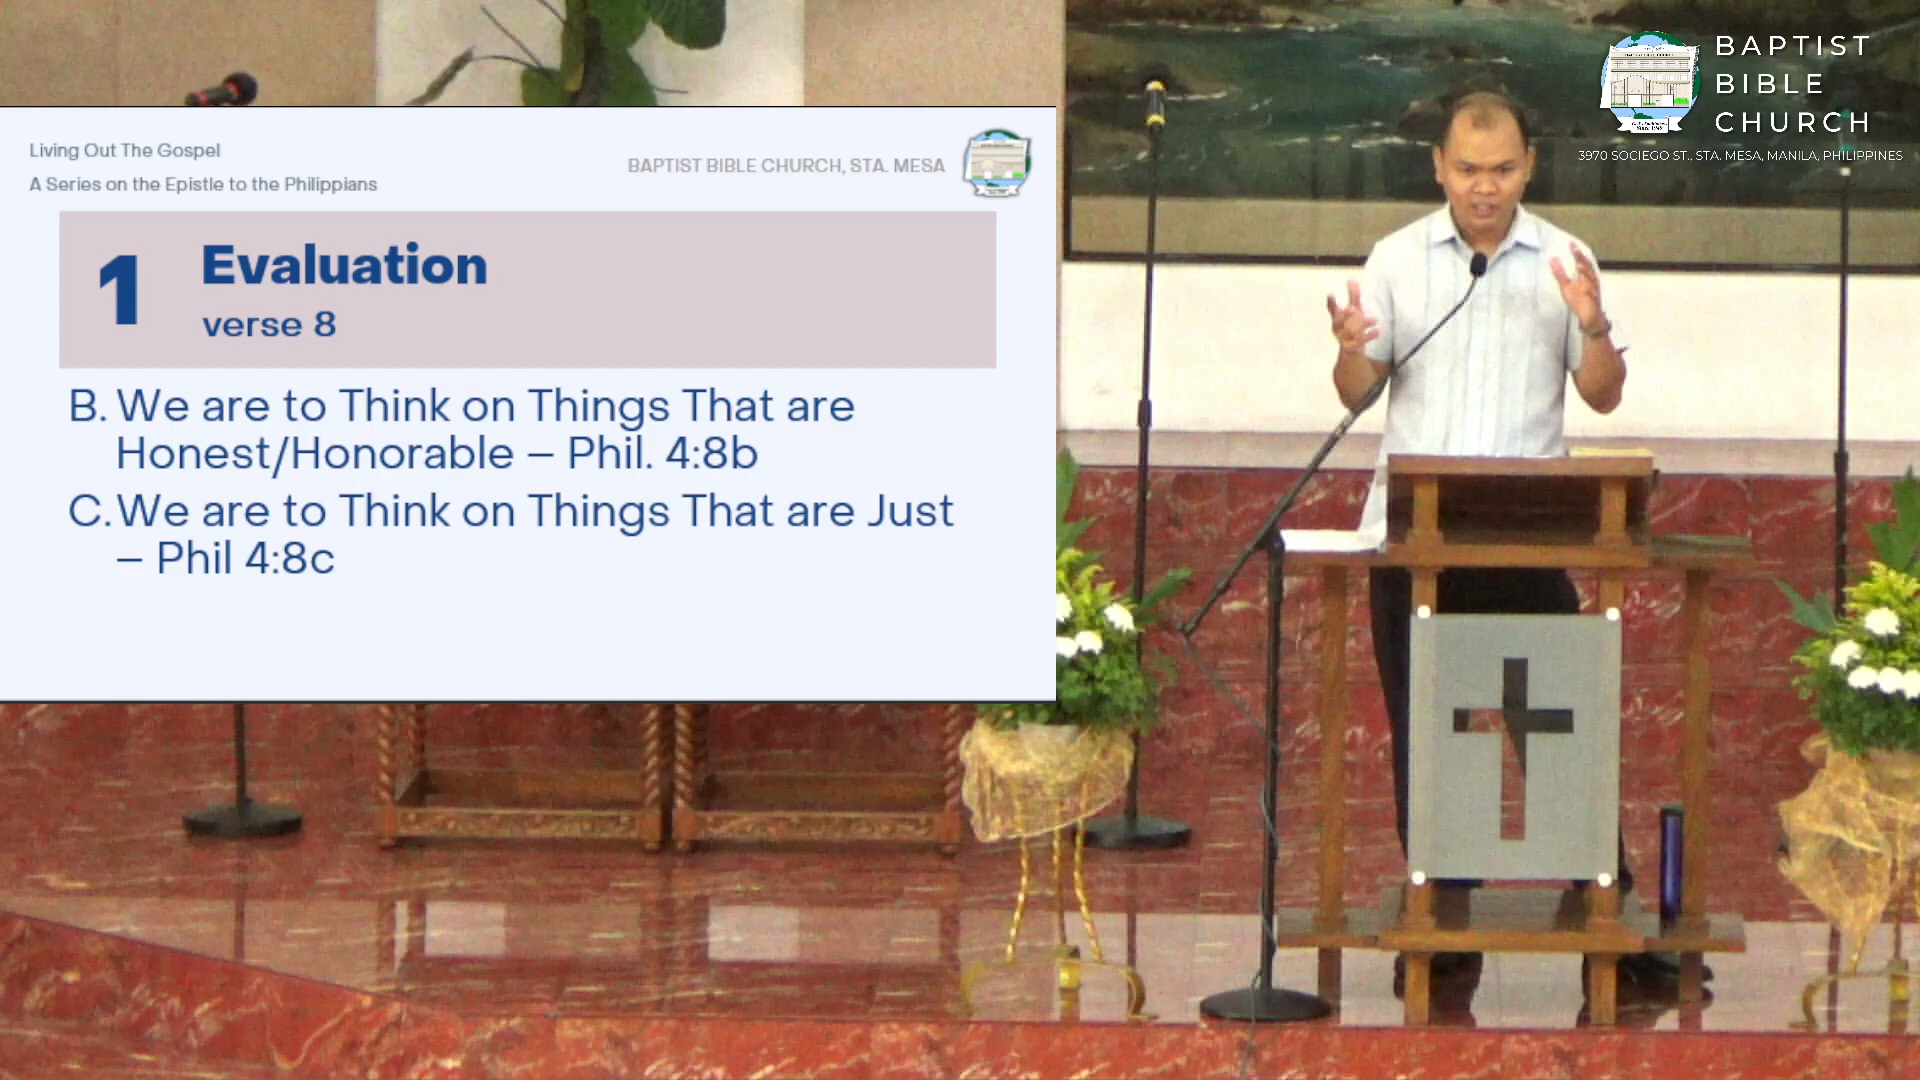 Living Out The Gospel
A Series on the Epistle to the Philippians
BAPTIST BIBLE CHURCH, STA. MESA
1
Evaluation
verse 8
B. We are to Think on Things That are
Honest/Honorable – Phil. 4:8b
C. We are to Think on Things That are Just
– Phil 4:8c
BAPTIST
BIBLE
CHURCH
3970 SOCIEGO ST., STA. MESA, MANILA, PHILIPPINES